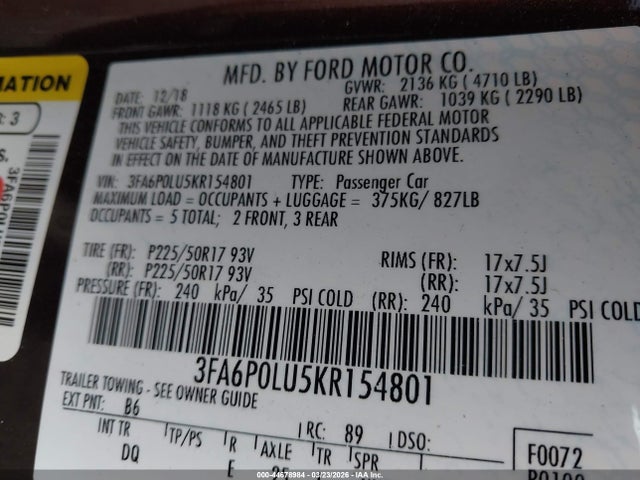 MFD. BY FORD MOTOR CO.
DATE: 12/18 GVWR: 2136 KG ( 4710 LB)
FRONT GAWR: 1118 KG ( 2465 LB) REAR GAWR: 1039 KG ( 2290 LB)
THIS VEHICLE CONFORMS TO ALL APPLICABLE FEDERAL MOTOR
VEHICLE SAFETY, BUMPER, AND THEFT PREVENTION STANDARDS
IN EFFECT ON THE DATE OF MANUFACTURE SHOWN ABOVE.
VIN: 3FA6P0LU5KR154801 TYPE: Passenger Car
MAXIMUM LOAD = OCCUPANTS + LUGGAGE = 375KG/ 827LB
OCCUPANTS = 5 TOTAL; 2 FRONT, 3 REAR
TIRE (FR): P225/50R17 93V RIMS (FR): 17x7.5J
(RR): P225/50R17 93V (RR): 17x7.5J
PRESSURE (FR): 240 kPa/ 35 PSI COLD (RR): 240 kPa/ 35 PSI COLD
3FA6P0LU5KR154801
TRAILER TOWING - SEE OWNER GUIDE
EXT PNT: B6 RC: 89 DSO:
INT TR TP/PS R AXLE TR SPR F0072
DQ E
: 3
3FA6P0LU
000-44678984 | 03/23/2026 - COPART